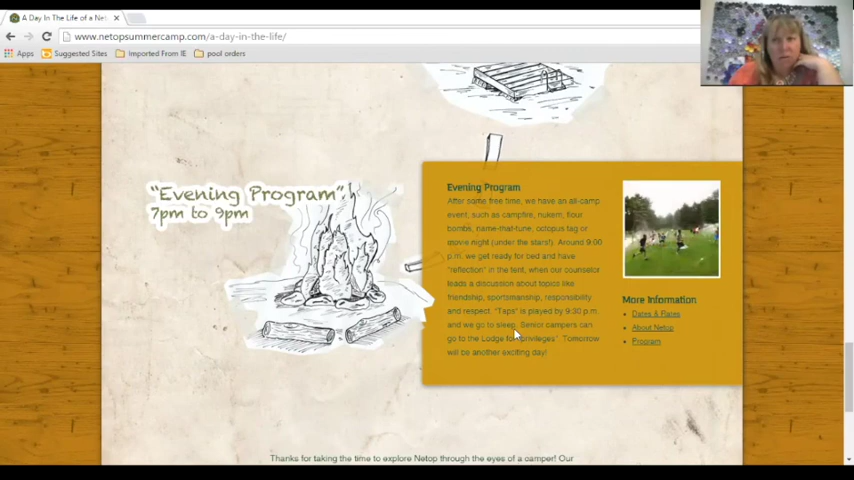 A Day In The Life of a Net
www.netopsummercamp.com/a-day-in-the-life/
Apps Suggested Sites Imported From IE pool orders
"Evening Program"
7pm to 9pm
Evening Program
After some free time, we have an all-camp
event, such as campfire, nukem, flour
bombs, name-that-tune, octopus tag or
movie night (under the stars!). Around 9:00
p.m. we get ready for bed and have
"reflection" in the tent, when our counselor
leads a discussion about topics like
friendship, sportsmanship, responsibility
and respect. "Taps" is played by 9:30 p.m.
and we go to sleep. Senior campers can
go to the Lodge for "privileges". Tomorrow
will be another exciting day!
More Information
Dates & Rates
About Netop
Program
Thanks for taking the time to explore Netop through the eyes of a camper! Our